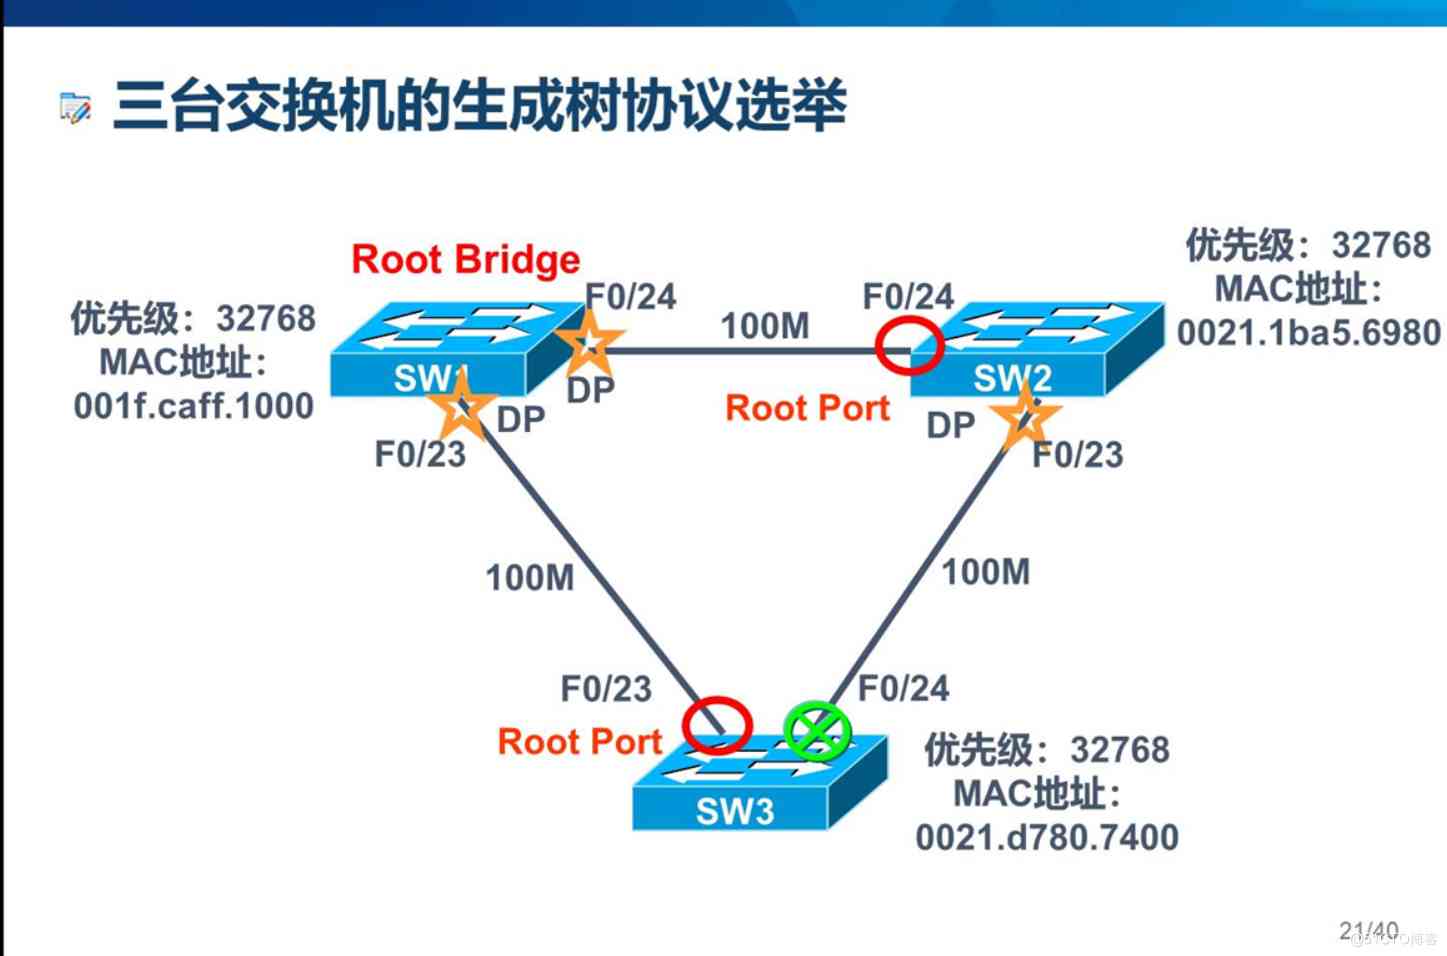 三台交换机的生成树协议选举
Root Bridge
优先级：32768
MAC地址：
001f.caff.1000
SW1
F0/24
DP
DP
F0/23
100M
F0/24
Root Port
优先级：32768
MAC地址：
0021.1ba5.6980
SW2
DP
F0/23
100M
100M
F0/23
Root Port
F0/24
SW3
优先级：32768
MAC地址：
0021.d780.7400
21/40
@51CTO博客